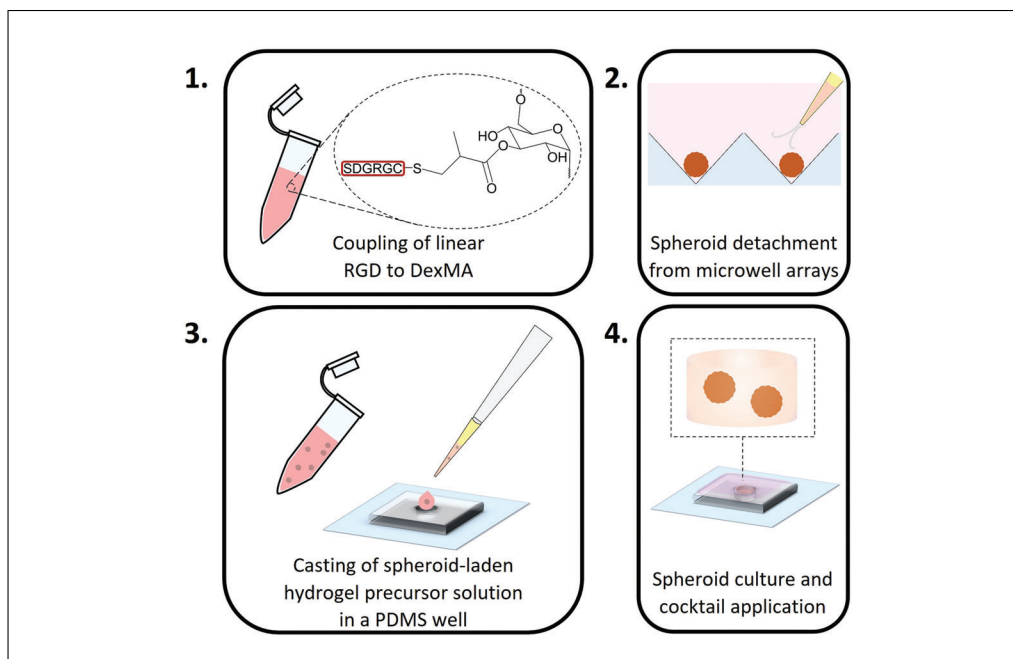 1.
O
HO
O
O
OH
SDGRGC
S
O
Coupling of linear
RGD to DexMA
2.
Spheroid detachment
from microwell arrays
3.
Casting of spheroid-laden
hydrogel precursor solution
in a PDMS well
4.
Spheroid culture and
cocktail application